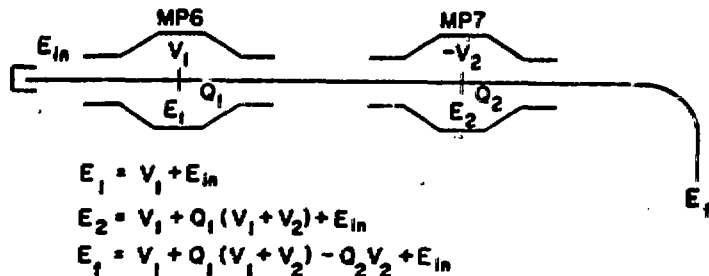 MP6 MP7
E_in V_1 -V_2
Q_1 Q_2
E_1 E_2
E_f
E_1 = V_1 + E_in
E_2 = V_1 + Q_1 (V_1 + V_2) + E_in
E_f = V_1 + Q_1 (V_1 + V_2) - Q_2 V_2 + E_in